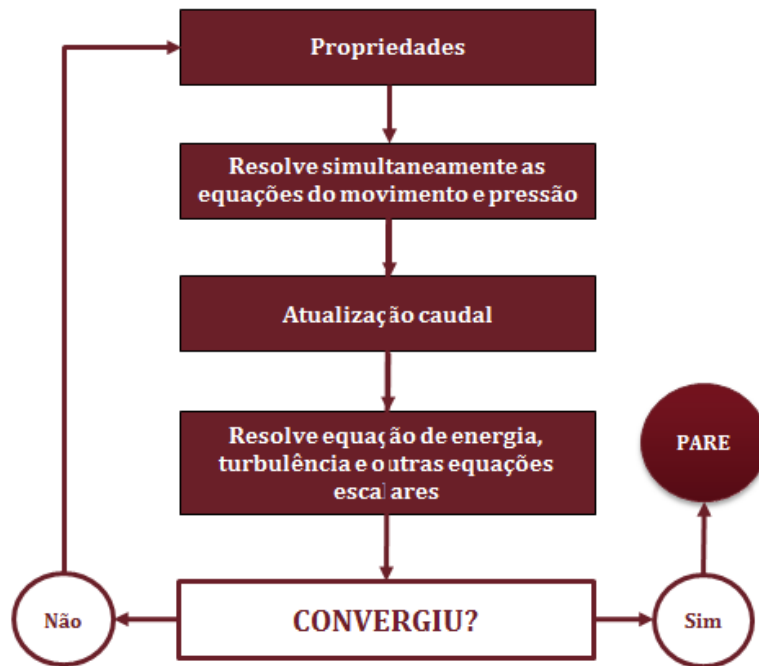 Propriedades
Resolve simultaneamente as
equações do movimento e pressão
Atualização caudal
Resolve equação de energia,
turbulência e outras equações
escalares
PARE
Não
CONVERGIU?
Sim